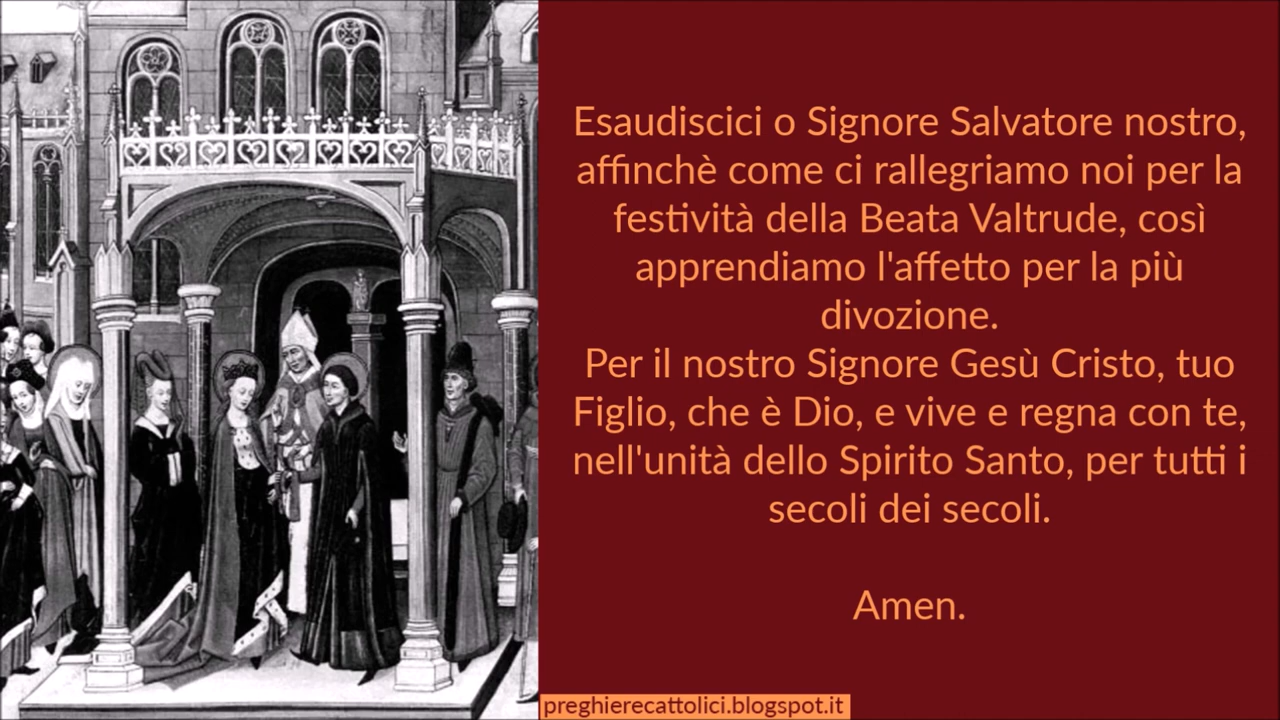 Esaudiscici o Signore Salvatore nostro,
affinchè come ci rallegriamo noi per la
festività della Beata Valtrude, così
apprendiamo l'affetto per la più
divozione.
Per il nostro Signore Gesù Cristo, tuo
Figlio, che è Dio, e vive e regna con te,
nell'unità dello Spirito Santo, per tutti i
secoli dei secoli.
Amen.
preghierecattolici.blogspot.it